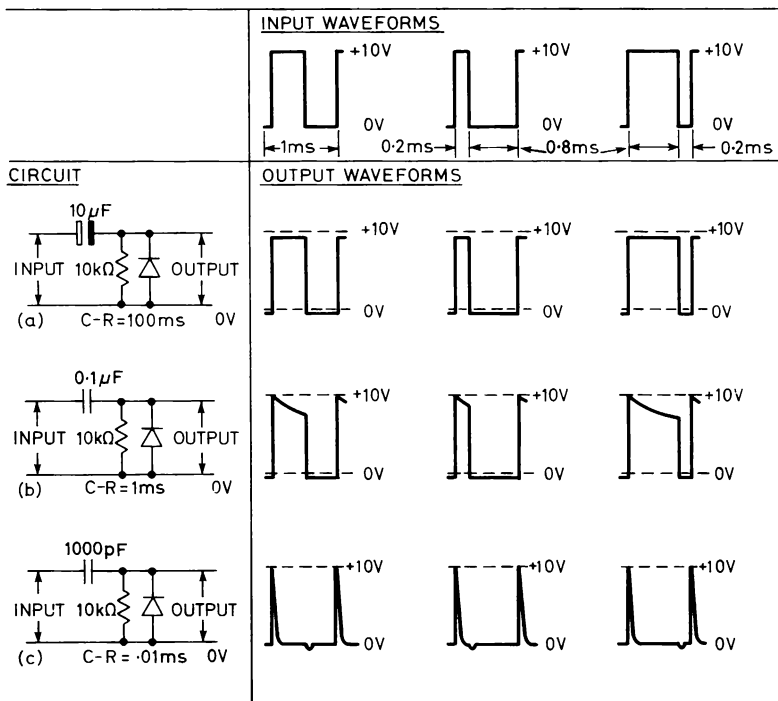 INPUT WAVEFORMS
+10V +10V +10V
0V 0V 0V
1ms 0.2ms 0·8ms 0.2ms
CIRCUIT
OUTPUT WAVEFORMS
10µF
+10V +10V +10V
INPUT 10kΩ OUTPUT
0V 0V 0V
(a) C-R=100ms 0V
0·1µF
+10V +10V +10V
INPUT 10kΩ OUTPUT
0V 0V 0V
(b) C-R=1ms 0V
1000pF
+10V +10V +10V
INPUT 10kΩ OUTPUT
0V 0V 0V
(c) C-R = ·01ms 0V